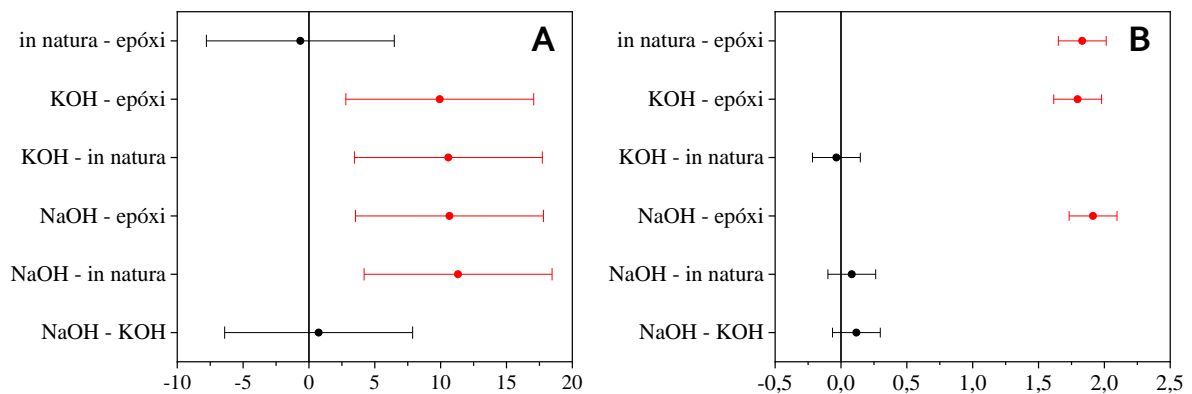 A
in natura - epóxi
KOH - epóxi
KOH - in natura
NaOH - epóxi
NaOH - in natura
NaOH - KOH
-10 -5 0 5 10 15 20
B
in natura - epóxi
KOH - epóxi
KOH - in natura
NaOH - epóxi
NaOH - in natura
NaOH - KOH
-0,5 0,0 0,5 1,0 1,5 2,0 2,5